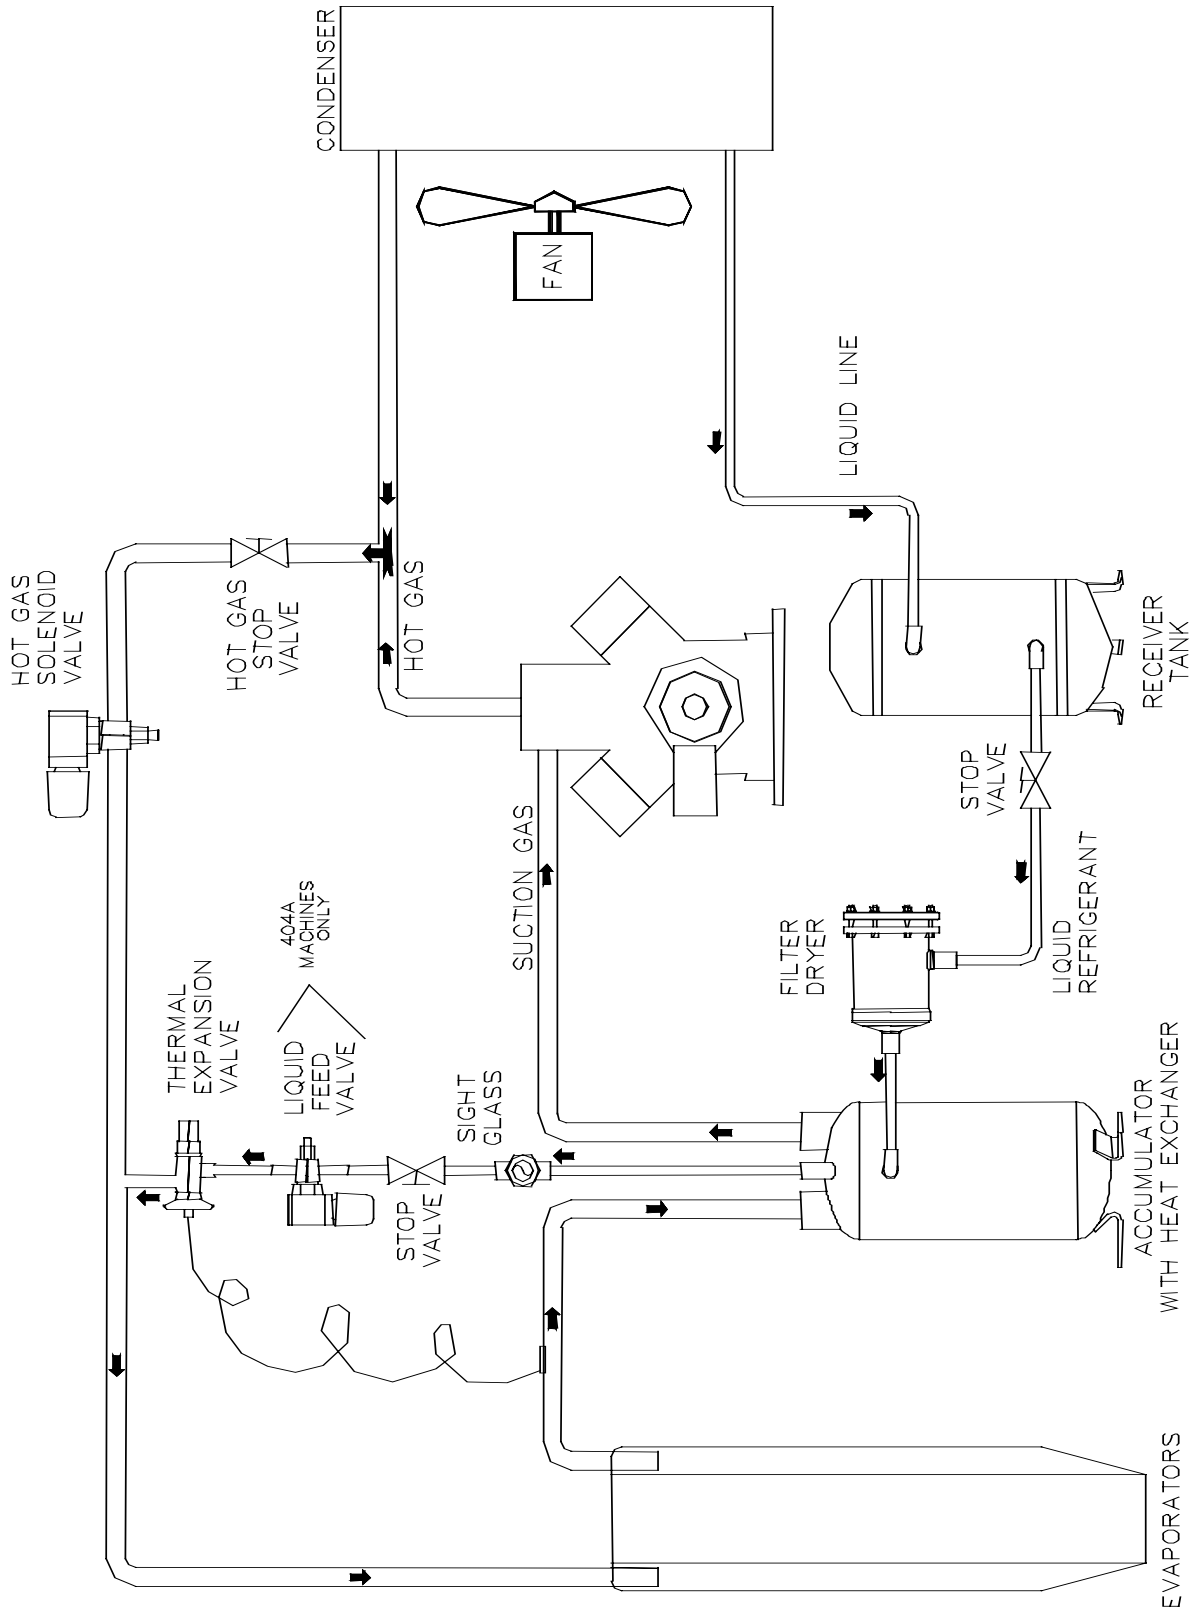 CONDENSER
FAN
LIQUID LINE
HOT GAS
SOLENOID
VALVE
HOT GAS
STOP
VALVE
HOT GAS
RECEIVER
TANK
STOP
VALVE
SUCTION GAS
404A
MACHINES
ONLY
FILTER
DRYER
LIQUID
REFRIGERANT
THERMAL
EXPANSION
VALVE
LIQUID
FEED
VALVE
SIGHT
GLASS
STOP
VALVE
ACCUMULATOR
WITH HEAT EXCHANGER
EVAPORATORS